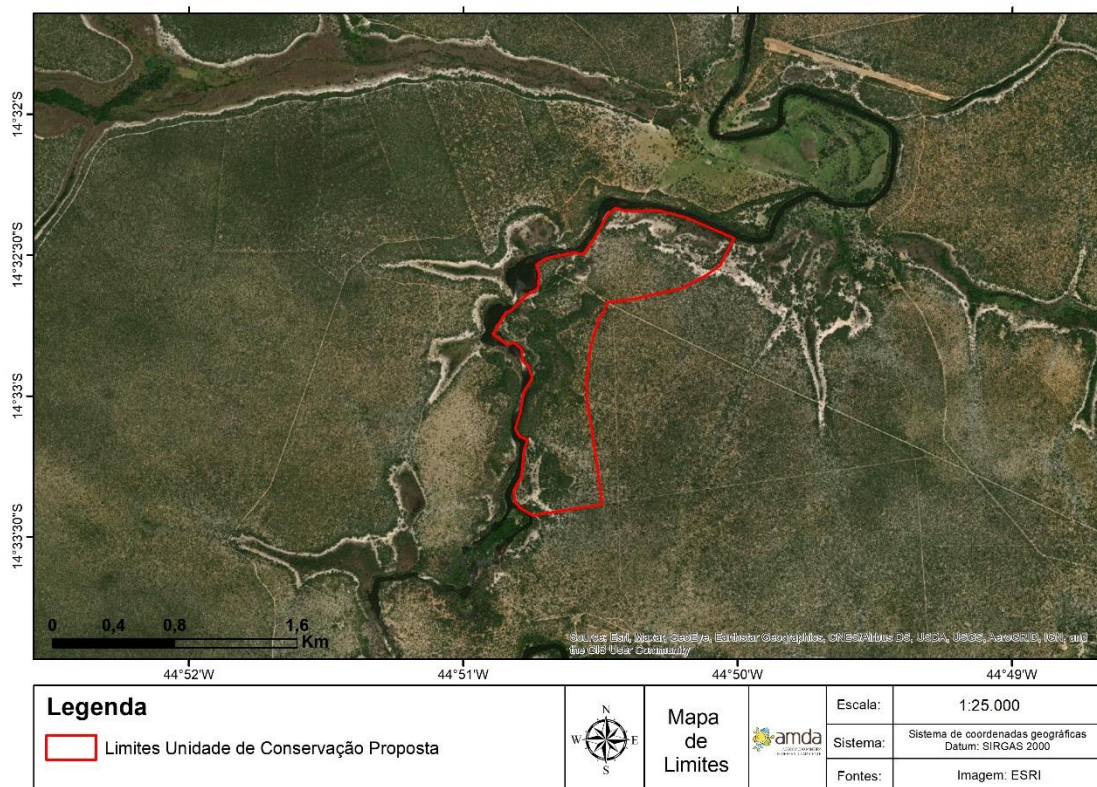 14°32'S
14°32'30"S
14°33'S
14°33'30"S
0 0,4 0,8 1,6
Km
Source: Esri, Maxar, GeoEye, Earthstar Geographics, CNES/Airbus DS, USDA, USGS, AeroGRID, IGN, and
the GIS User Community
44°52'W 44°51'W 44°50'W 44°49'W
Legenda
Limites Unidade de Conservação Proposta
N
W E
S
Mapa
de
Limites
amda
Escala: 1:25.000
Sistema: Sistema de coordenadas geográficas
Datum: SIRGAS 2000
Fontes: Imagem: ESRI